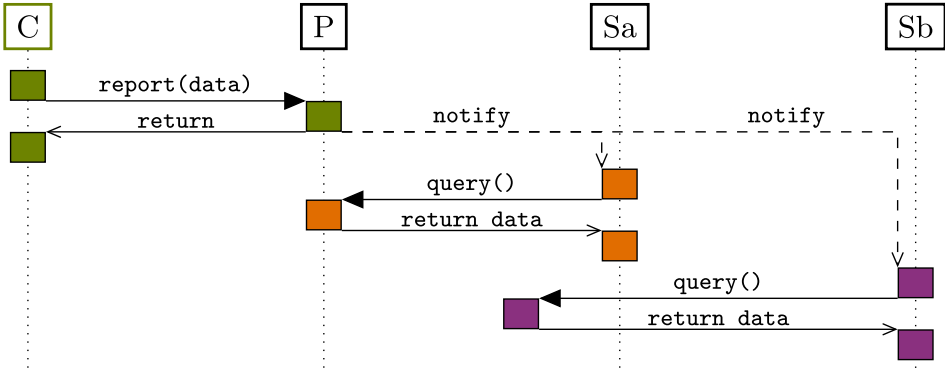 C P Sa Sb
report(data)
return notify notify
query()
return data
query()
return data